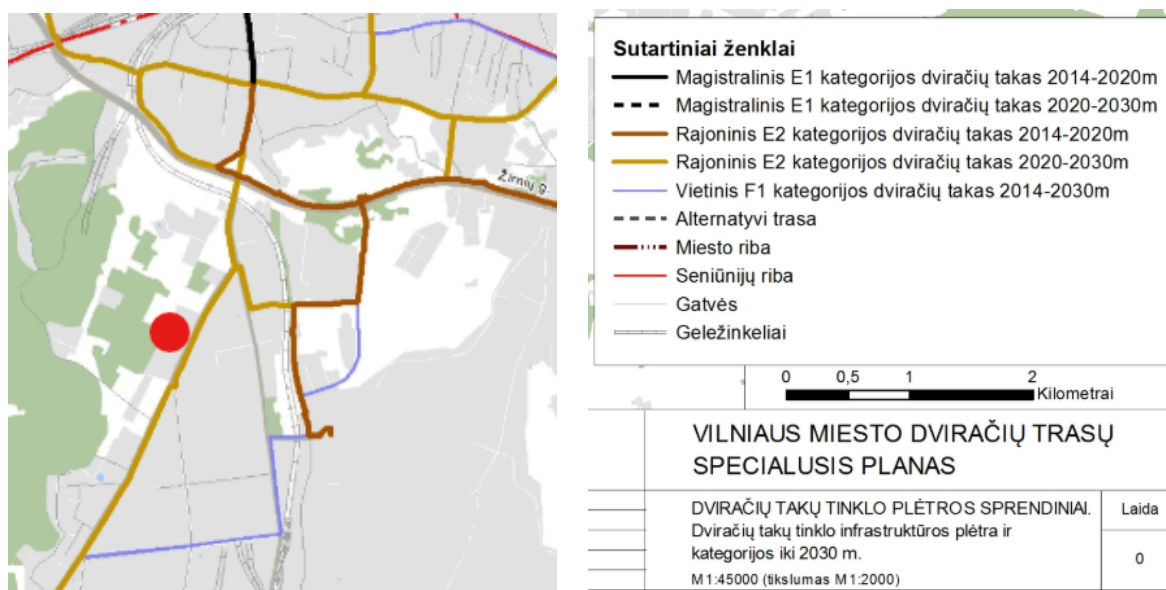 Žirnių g.
Sutartiniai ženklai
Magistralinis E1 kategorijos dviračių takas 2014-2020m
Magistralinis E1 kategorijos dviračių takas 2020-2030m
Rajoninis E2 kategorijos dviračių takas 2014-2020m
Rajoninis E2 kategorijos dviračių takas 2020-2030m
Vietinis F1 kategorijos dviračių takas 2014-2030m
Alternatyvi trasa
Miesto riba
Seniūnijų riba
Gatvės
Geležinkeliai
0 0,5 1 2
Kilometrai
VILNIAUS MIESTO DVIRAČIŲ TRASŲ
SPECIALUSIS PLANAS
DVIRAČIŲ TAKŲ TINKLO PLĖTROS SPRENDINIAI.
Dviračių takų tinklo infrastruktūros plėtra ir
kategorijos iki 2030 m.
M 1:45000 (tikslumas M 1:2000)
Laida
0